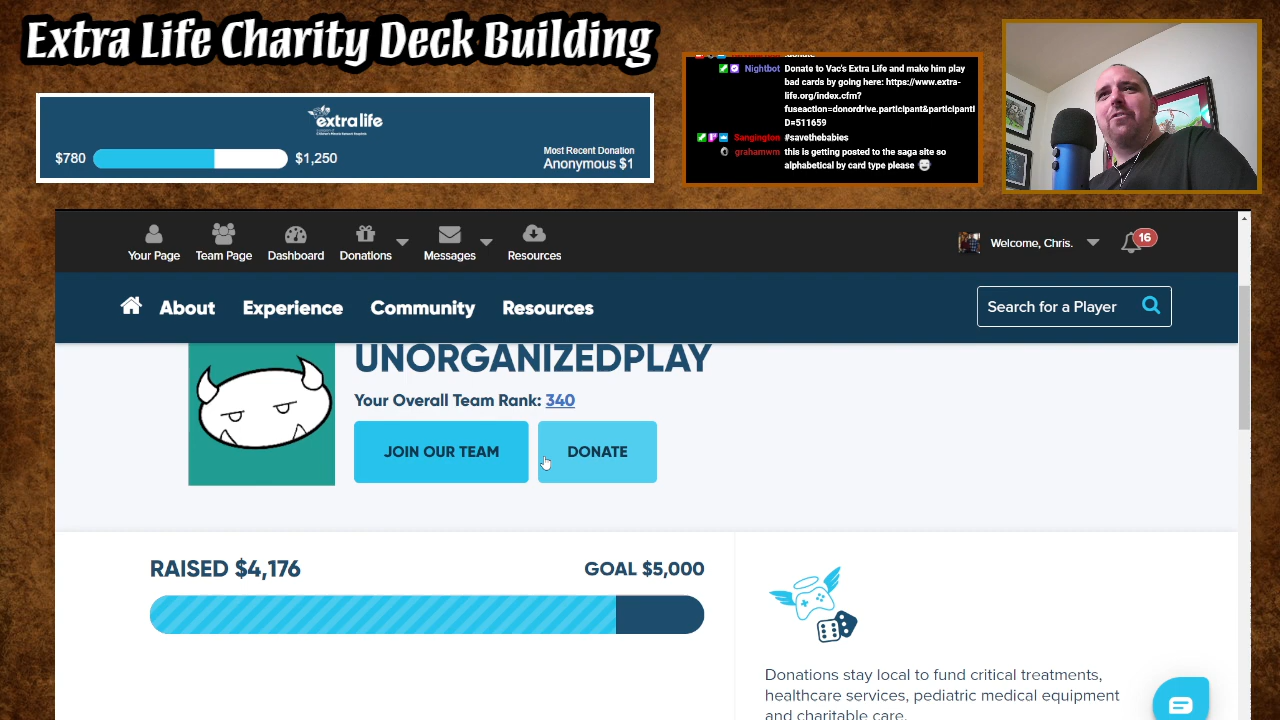 Extra Life Charity Deck Building
extra life
$780
$1,250
Most Recent Donation
Anonymous $1
Nightbot
Donate to Vac's Extra Life and make him play
bad cards by going here: https://www.extra-
life.org/index.cfm?
fuseaction=donordrive.participant&participantI
D=511659
Sangington #savethebabies
grahamwm this is getting posted to the saga site so
alphabetical by card type please
Your Page
Team Page
Dashboard
Donations
Messages
Resources
Welcome, Chris.
16
About
Experience
Community
Resources
Search for a Player
UNORGANIZEDPLAY
Your Overall Team Rank: 340
JOIN OUR TEAM
DONATE
RAISED $4,176
GOAL $5,000
Donations stay local to fund critical treatments,
healthcare services, pediatric medical equipment
and charitable care.